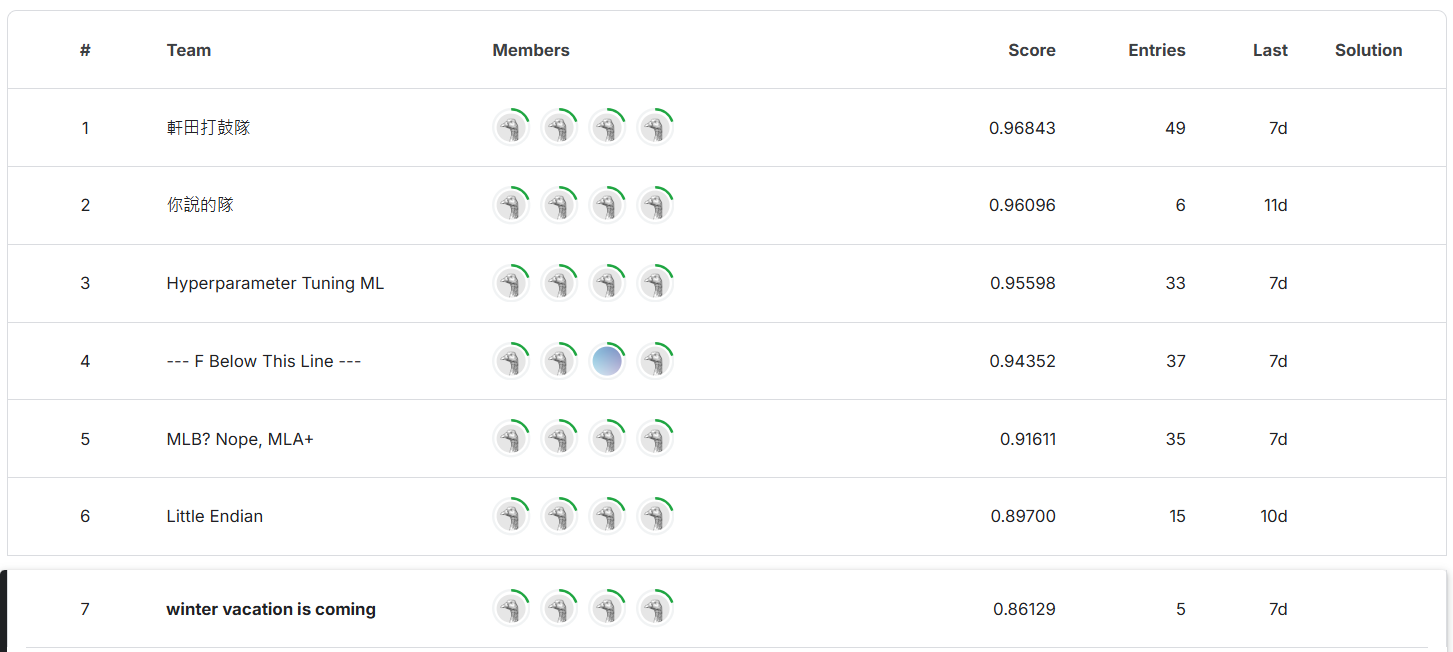 # Team Members Score Entries Last Solution
1 軒田打鼓隊 0.96843 49 7d
2 你說的隊 0.96096 6 11d
3 Hyperparameter Tuning ML 0.95598 33 7d
4 --- F Below This Line --- 0.94352 37 7d
5 MLB? Nope, MLA+ 0.91611 35 7d
6 Little Endian 0.89700 15 10d
7 winter vacation is coming 0.86129 5 7d